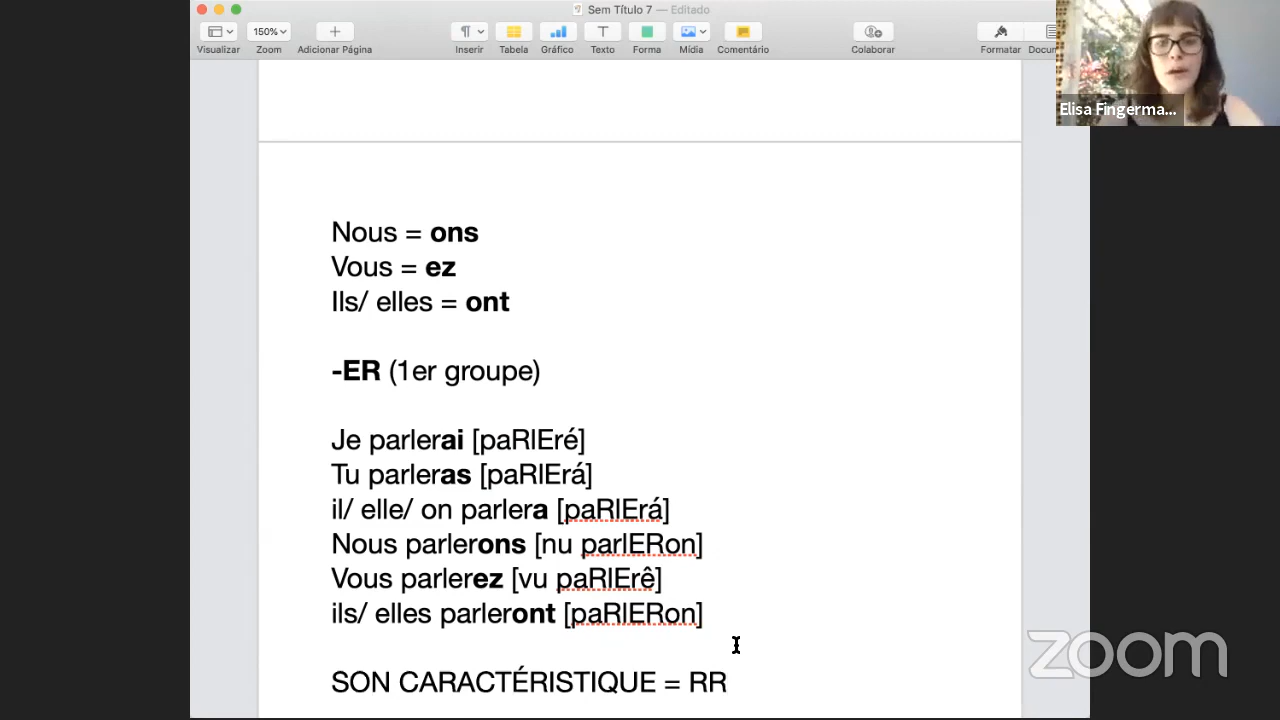 Sem Título 7 — Editado
150%
Visualizar Zoom Adicionar Página Inserir Tabela Gráfico Texto Forma Mídia Comentário Colaborar Formatar
Elisa Fingerma...
Nous = ons
Vous = ez
Ils/ elles = ont
-ER (1er groupe)
Je parlerai [paRlEré]
Tu parleras [paRlErá]
il/ elle/ on parlera [paRlErá]
Nous parlerons [nu parlERon]
Vous parlerez [vu paRlErê]
ils/ elles parleront [paRlERon]
SON CARACTÉRISTIQUE = RR
zoom